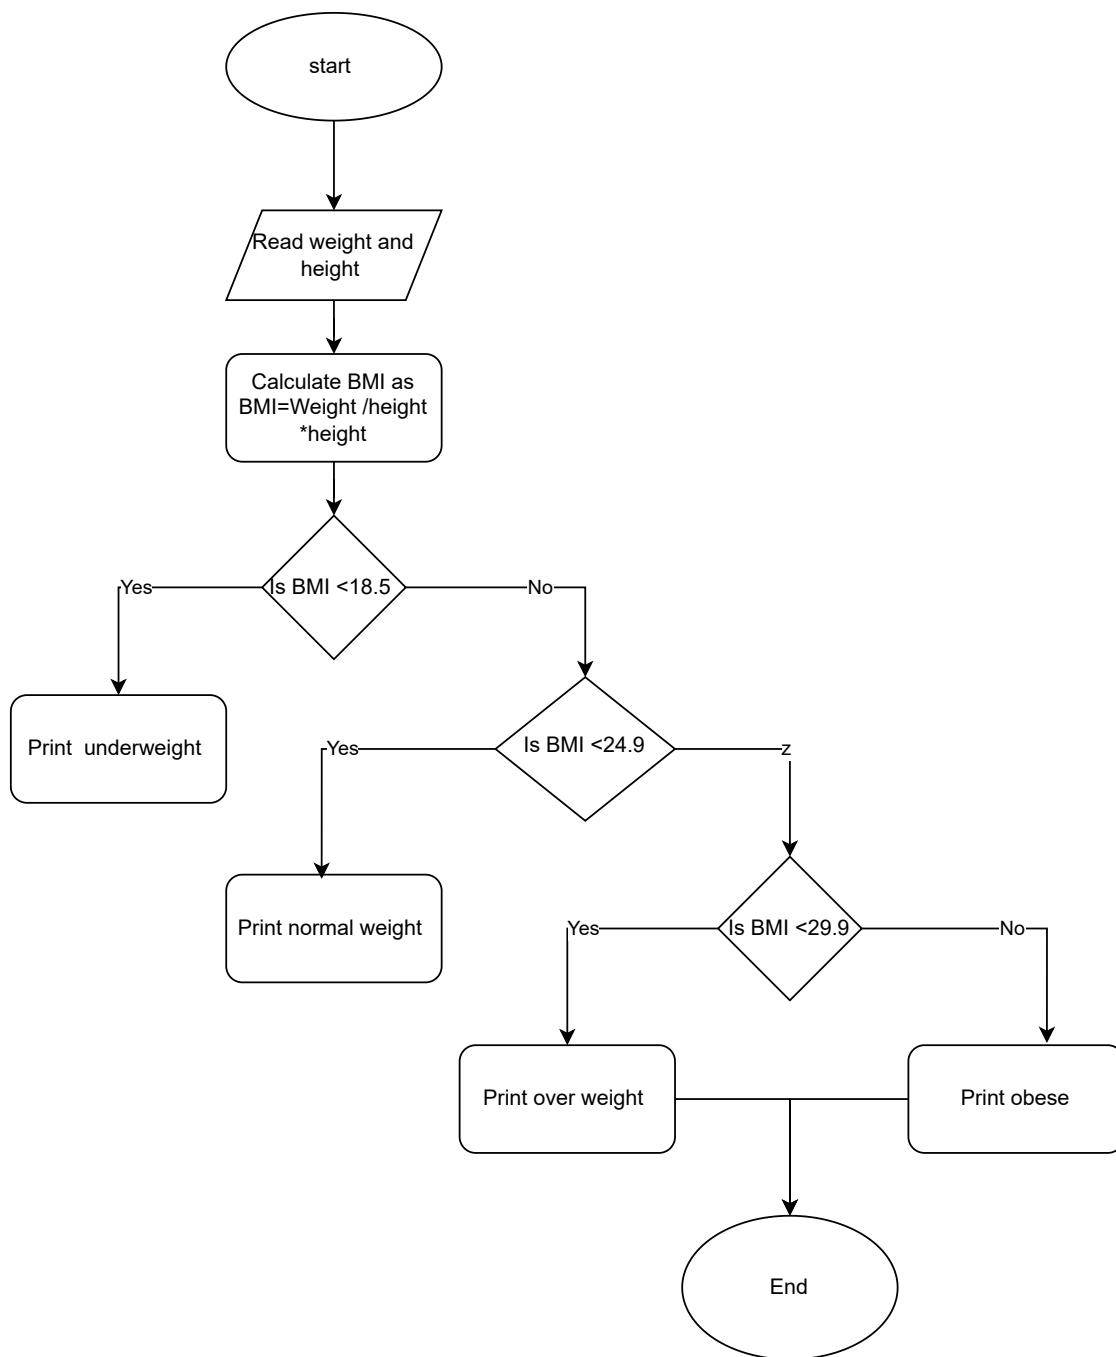 start
Read weight and
height
Calculate BMI as
BMI=Weight /height
*height
Is BMI <18.5
Yes
No
Print  underweight
Is BMI <24.9
Yes
z
Print normal weight
Is BMI <29.9
Yes
No
Print over weight
Print obese
End